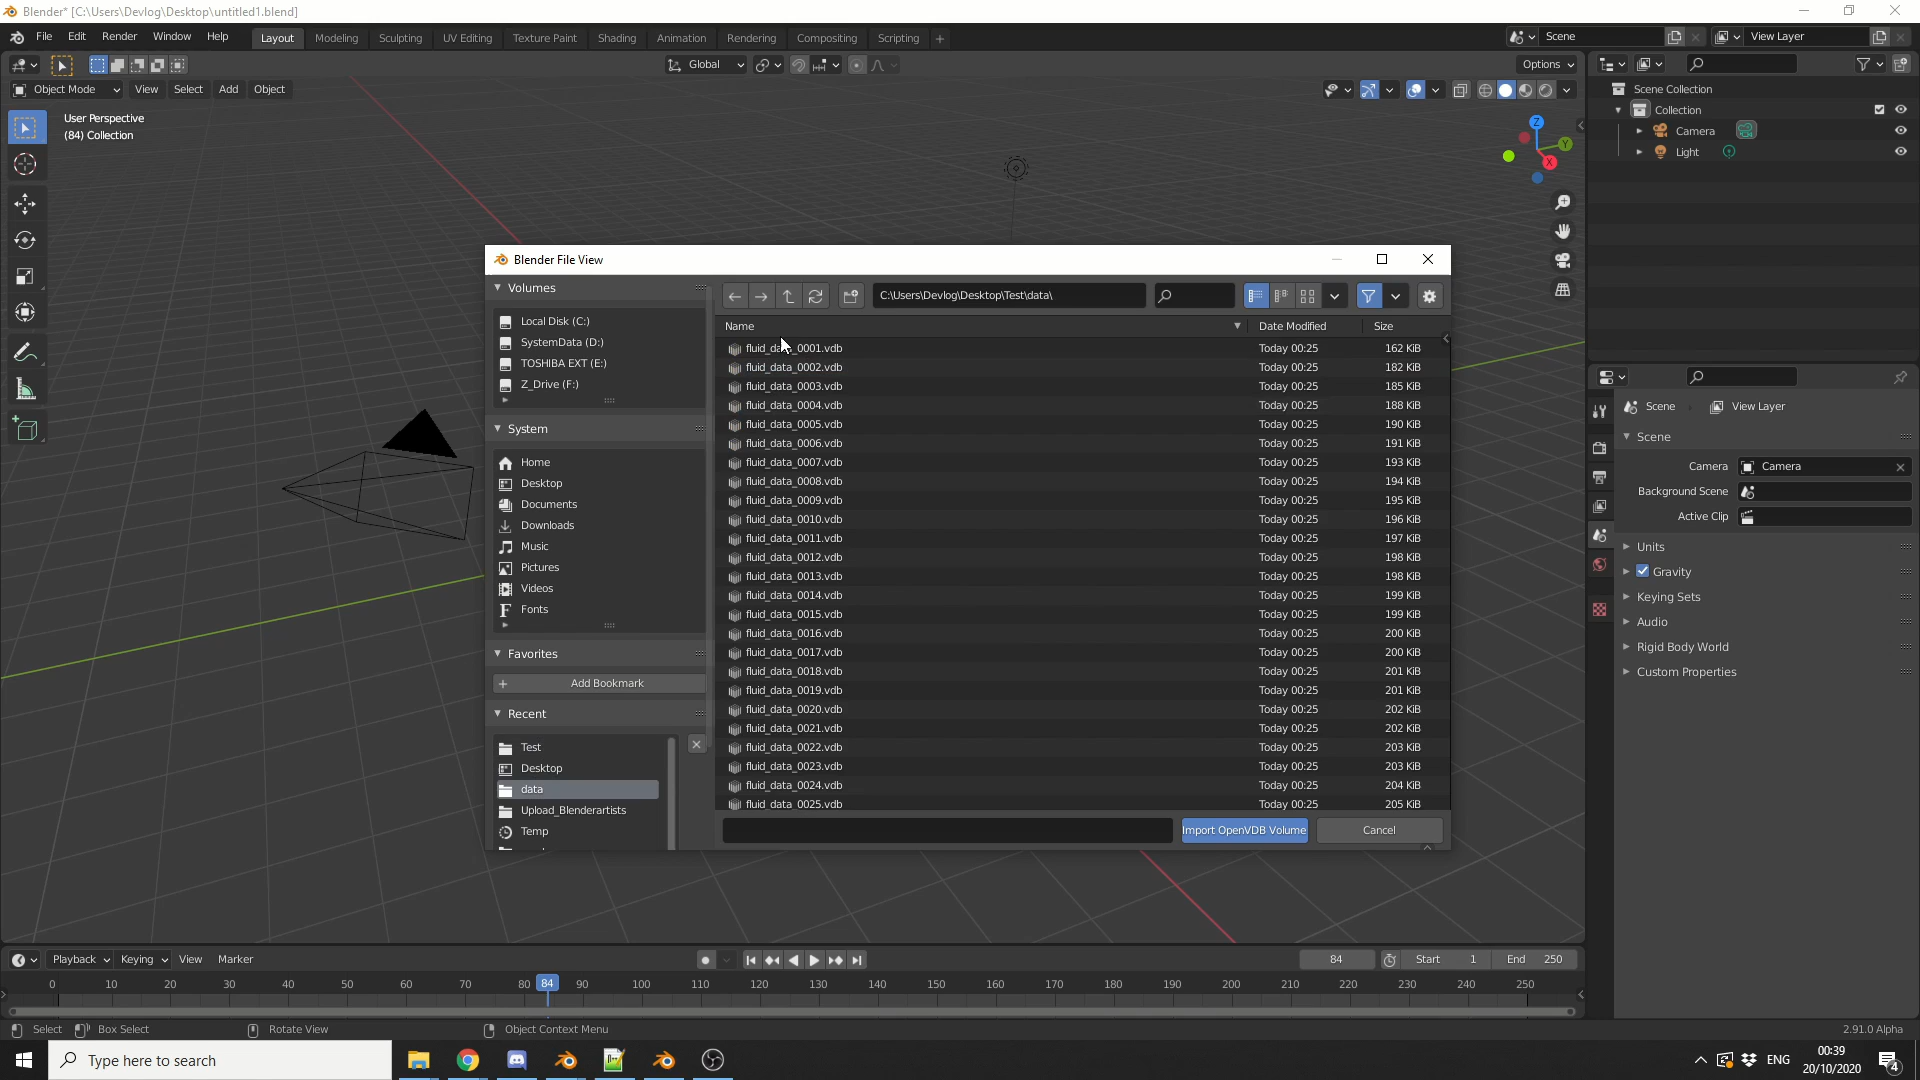 Blender* [C:\Users\Devlog\Desktop\untitled1.blend]
File Edit Render Window Help Layout Modeling Sculpting UV Editing Texture Paint Shading Animation Rendering Compositing Scripting + Scene View Layer
Global Options
Object Mode View Select Add Object
User Perspective
(84) Collection
Z
Y
X
Scene Collection
Collection
Camera
Light
Blender File View
Volumes
Local Disk (C:)
SystemData (D:)
TOSHIBA EXT (E:)
Z_Drive (F:)
System
Home
Desktop
Documents
Downloads
Music
Pictures
Videos
Fonts
Favorites
Add Bookmark
Recent
Test
Desktop
data
Upload_Blenderartists
Temp
C:\Users\Devlog\Desktop\Test\data\
Name Date Modified Size
fluid_data_0001.vdb Today 00:25 162 KiB
fluid_data_0002.vdb Today 00:25 182 KiB
fluid_data_0003.vdb Today 00:25 185 KiB
fluid_data_0004.vdb Today 00:25 188 KiB
fluid_data_0005.vdb Today 00:25 190 KiB
fluid_data_0006.vdb Today 00:25 191 KiB
fluid_data_0007.vdb Today 00:25 193 KiB
fluid_data_0008.vdb Today 00:25 194 KiB
fluid_data_0009.vdb Today 00:25 195 KiB
fluid_data_0010.vdb Today 00:25 196 KiB
fluid_data_0011.vdb Today 00:25 197 KiB
fluid_data_0012.vdb Today 00:25 198 KiB
fluid_data_0013.vdb Today 00:25 198 KiB
fluid_data_0014.vdb Today 00:25 199 KiB
fluid_data_0015.vdb Today 00:25 199 KiB
fluid_data_0016.vdb Today 00:25 200 KiB
fluid_data_0017.vdb Today 00:25 200 KiB
fluid_data_0018.vdb Today 00:25 201 KiB
fluid_data_0019.vdb Today 00:25 201 KiB
fluid_data_0020.vdb Today 00:25 202 KiB
fluid_data_0021.vdb Today 00:25 202 KiB
fluid_data_0022.vdb Today 00:25 203 KiB
fluid_data_0023.vdb Today 00:25 203 KiB
fluid_data_0024.vdb Today 00:25 204 KiB
fluid_data_0025.vdb Today 00:25 205 KiB
Import OpenVDB Volume Cancel
Scene View Layer
Scene
Camera Camera
Background Scene
Active Clip
Units
Gravity
Keying Sets
Audio
Rigid Body World
Custom Properties
Playback Keying View Marker 84 Start 1 End 250
0 10 20 30 40 50 60 70 80 84 90 100 110 120 130 140 150 160 170 180 190 200 210 220 230 240 250
Select Box Select Rotate View Object Context Menu 2.91.0 Alpha
Type here to search ENG 00:39
20/10/2020 4